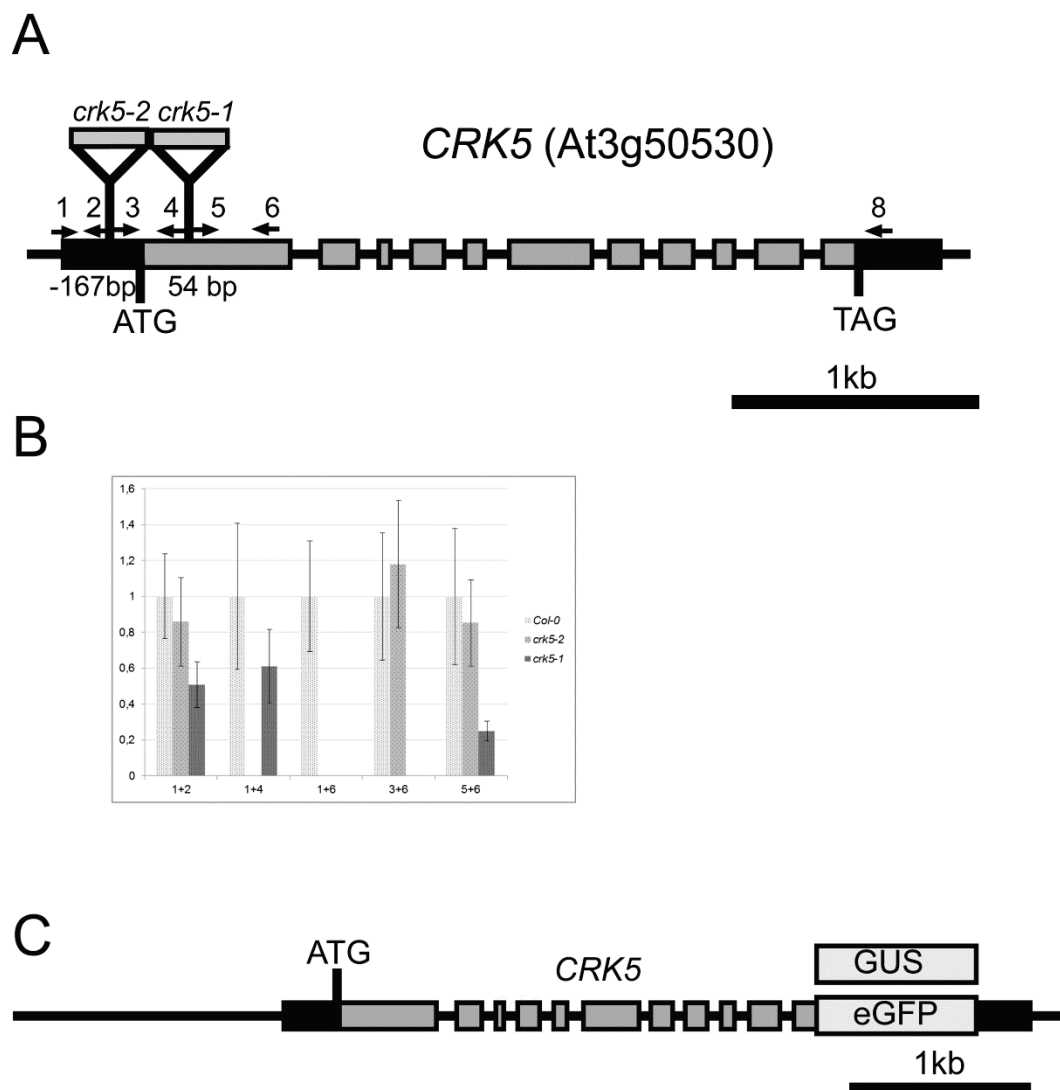 A
crk5-2 crk5-1
CRK5 (At3g50530)
1 2 3 4 5 6 8
-167bp 54 bp
ATG
TAG
1kb
B
1,6
1,4
1,2
1
0,8
0,6
0,4
0,2
0
1+2 1+4 1+6 3+6 5+6
Col-0
crk5-2
crk5-1
C
ATG
CRK5
GUS
eGFP
1kb